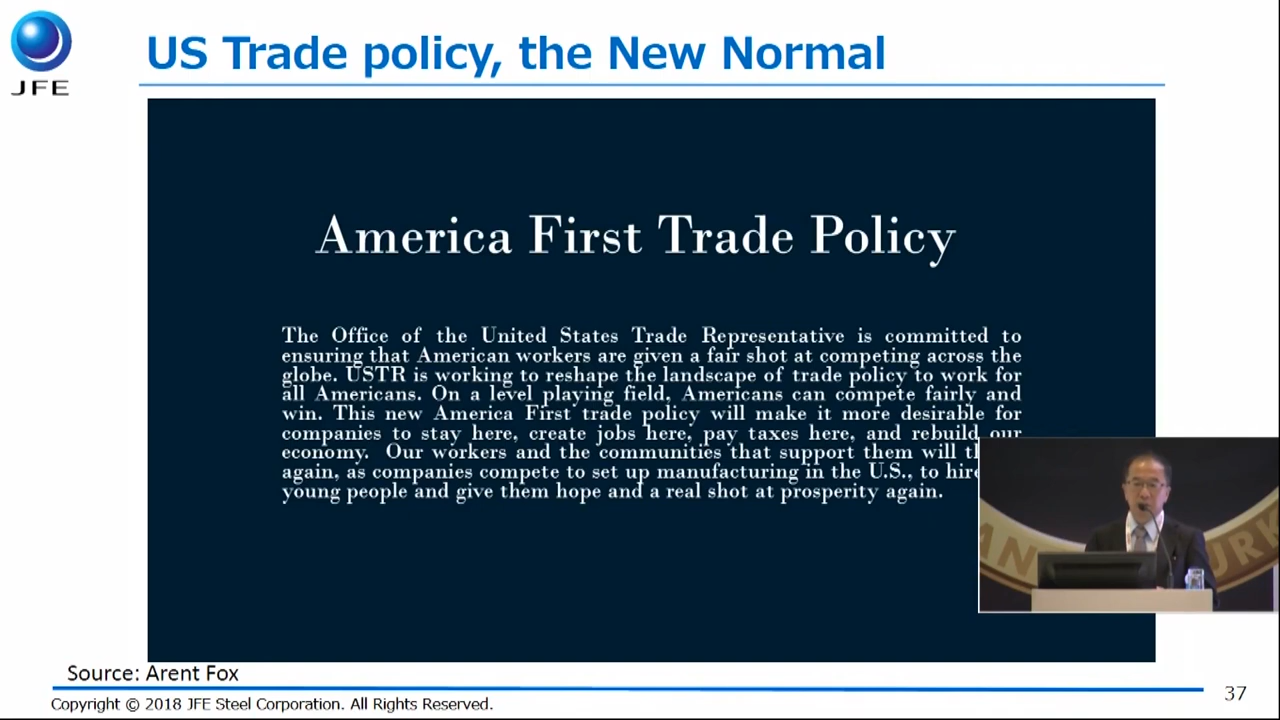 JFE
US Trade policy, the New Normal
America First Trade Policy
The Office of the United States Trade Representative is committed to
ensuring that American workers are given a fair shot at competing across the
globe. USTR is working to reshape the landscape of trade policy to work for
all Americans. On a level playing field, Americans can compete fairly and
win. This new America First trade policy will make it more desirable for
companies to stay here, create jobs here, pay taxes here, and rebuild our
economy. Our workers and the communities that support them will
again, as companies compete to set up manufacturing in the U.S., to hire
young people and give them hope and a real shot at prosperity again.
Source: Arent Fox
Copyright © 2018 JFE Steel Corporation. All Rights Reserved.
37